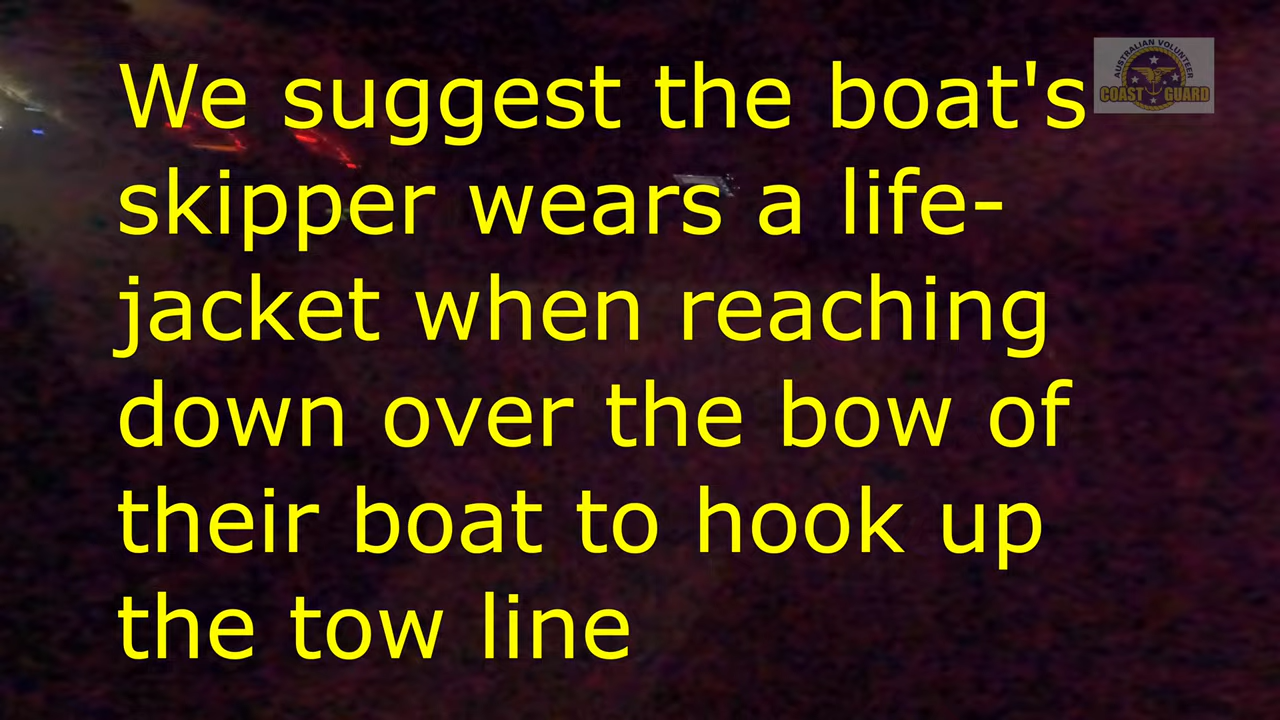 We suggest the boat's
skipper wears a life-
jacket when reaching
down over the bow of
their boat to hook up
the tow line
AUSTRALIAN VOLUNTEER
COAST GUARD